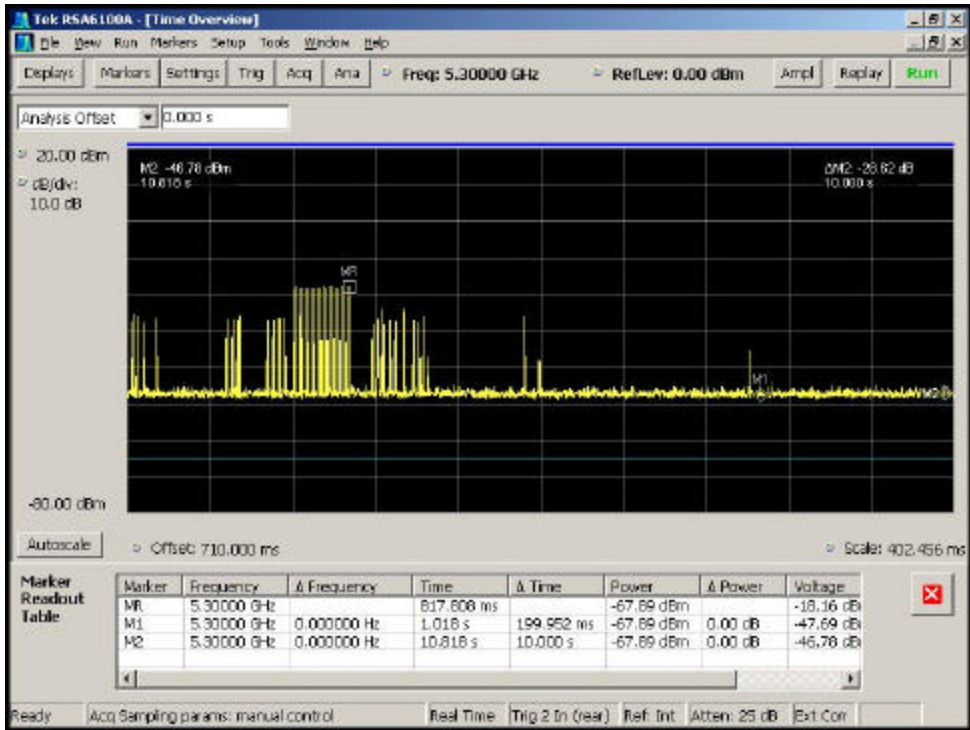 Tek RSA6100A - [Time Overview]
File View Run Markers Setup Tools Window Help
Displays Markers Settings Trig Acq Ana Freq: 5.30000 GHz RefLev: 0.00 dBm Ampl Replay Run
Analysis Offset 0.000 s
20.00 dBm
dB/div:
10.0 dB
M2 -46.78 dBm
10.818 s
ΔM2 -28.62 dB
10.000 s
MR
M1
M2
-80.00 dBm
Autoscale Offset: 710.000 ms Scale: 402.456 ms
Marker
Readout
Table
Marker Frequency Δ Frequency Time Δ Time Power Δ Power Voltage
MR 5.30000 GHz 817.808 ms -67.89 dBm -18.16 dB
M1 5.30000 GHz 0.000000 Hz 1.018 s 199.952 ms -67.89 dBm 0.00 dB -47.69 dB
M2 5.30000 GHz 0.000000 Hz 10.818 s 10.000 s -67.89 dBm 0.00 dB -46.78 dB
Ready Acq Sampling params: manual control Real Time Trig 2 In (rear) Ref: Int Atten: 25 dB Ext Corr